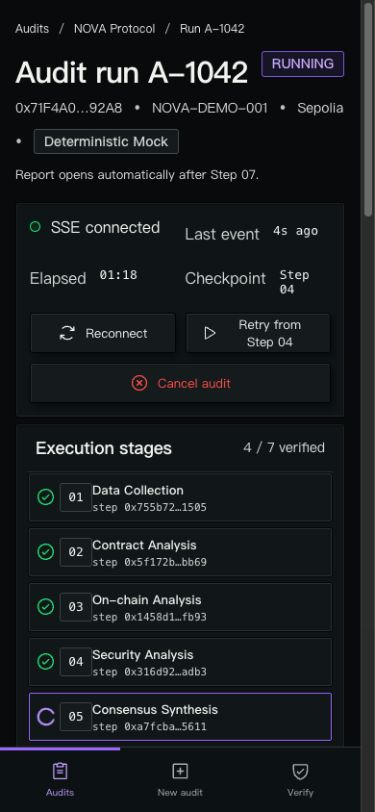 Audits / NOVA Protocol / Run A-1042
Audit run A-1042 RUNNING
0x71F4A0...92A8 • NOVA-DEMO-001 • Sepolia
• Deterministic Mock
Report opens automatically after Step 07.
SSE connected
Last event 4s ago
Elapsed 01:18
Checkpoint Step
04
Reconnect
Retry from
Step 04
Cancel audit
Execution stages 4 / 7 verified
01 Data Collection
step 0x755b72…1505
02 Contract Analysis
step 0x5f172b…bb69
03 On-chain Analysis
step 0x1458d1…fb93
04 Security Analysis
step 0x316d92…adb3
05 Consensus Synthesis
step 0xa7fcba…5611
Audits New audit Verify